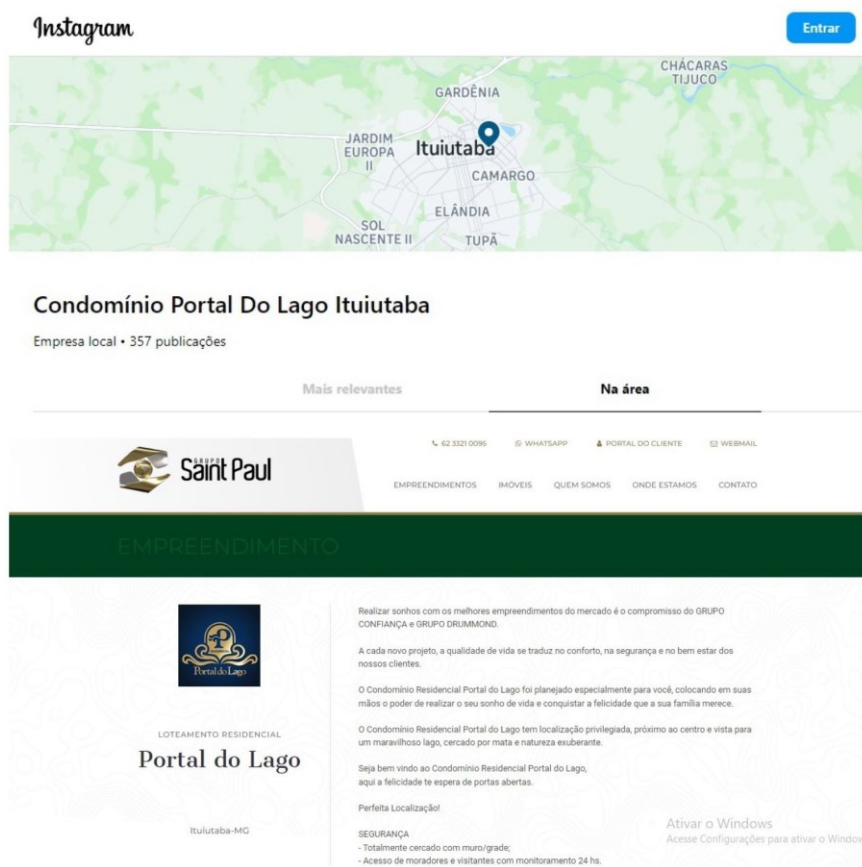 Instagram
Entrar
CHÁCARAS
TIJUCO
GARDÊNIA
JARDIM
EUROPA
II
Ituiutaba
CAMARGO
ELÂNDIA
SOL
NASCENTE II
TUPÃ
Condomínio Portal Do Lago Ituiutaba
Empresa local • 357 publicações
Mais relevantes
Na área
62 3321 0095 WHATSAPP PORTAL DO CLIENTE WEBMAIL
GRUPO
Saint Paul
EMPREENDIMENTOS IMÓVEIS QUEM SOMOS ONDE ESTAMOS CONTATO
EMPREENDIMENTO
Realizar sonhos com os melhores empreendimentos do mercado é o compromisso do GRUPO
CONFIANÇA e GRUPO DRUMMOND.
A cada novo projeto, a qualidade de vida se traduz no conforto, na segurança e no bem estar dos
nossos clientes.
Portal do Lago
O Condomínio Residencial Portal do Lago foi planejado especialmente para você, colocando em suas
mãos o poder de realizar o seu sonho de vida e conquistar a felicidade que a sua família merece.
LOTEAMENTO RESIDENCIAL
Portal do Lago
O Condomínio Residencial Portal do Lago tem localização privilegiada, próximo ao centro e vista para
um maravilhoso lago, cercado por mata e natureza exuberante.
Seja bem vindo ao Condomínio Residencial Portal do Lago,
aqui a felicidade te espera de portas abertas.
Perfeita Localização!
Ituiutaba-MG
SEGURANÇA
- Totalmente cercado com muro/grade;
- Acesso de moradores e visitantes com monitoramento 24 hs.
Ativar o Windows
Acesse Configurações para ativar o Window